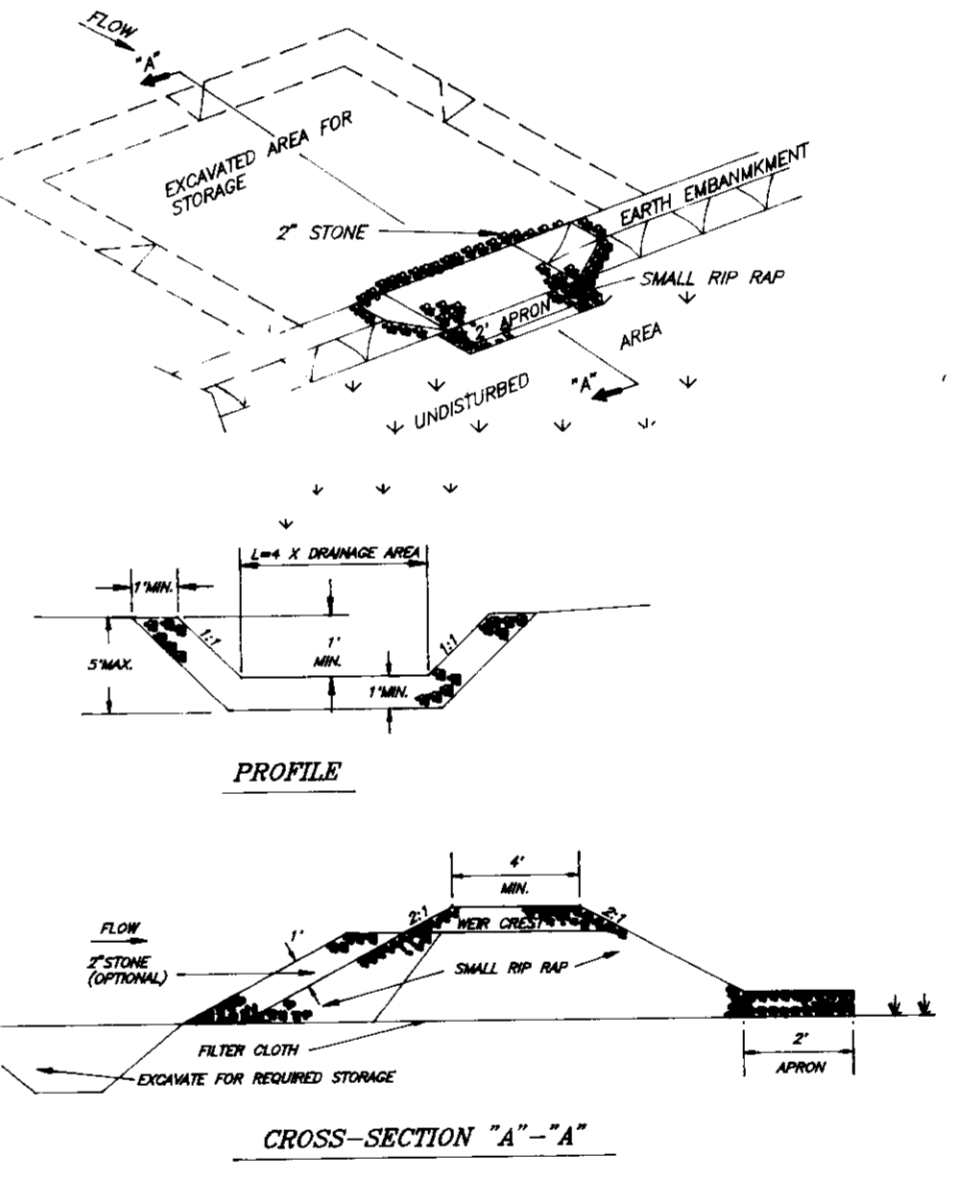 FLOW
"A"
EXCAVATED AREA FOR
STORAGE
2" STONE
EARTH EMBANMKMENT
SMALL RIP RAP
2' APRON
AREA
UNDISTURBED
"A"
L=4 X DRAINAGE AREA
1'MIN.
1:1
1'
MIN.
1:1
5'MAX.
1'MIN.
PROFILE
4'
MIN.
FLOW
1'
2:1
WEIR CREST
2:1
2"STONE
(OPTIONAL)
SMALL RIP RAP
2'
APRON
FILTER CLOTH
EXCAVATE FOR REQUIRED STORAGE
CROSS-SECTION "A"-"A"